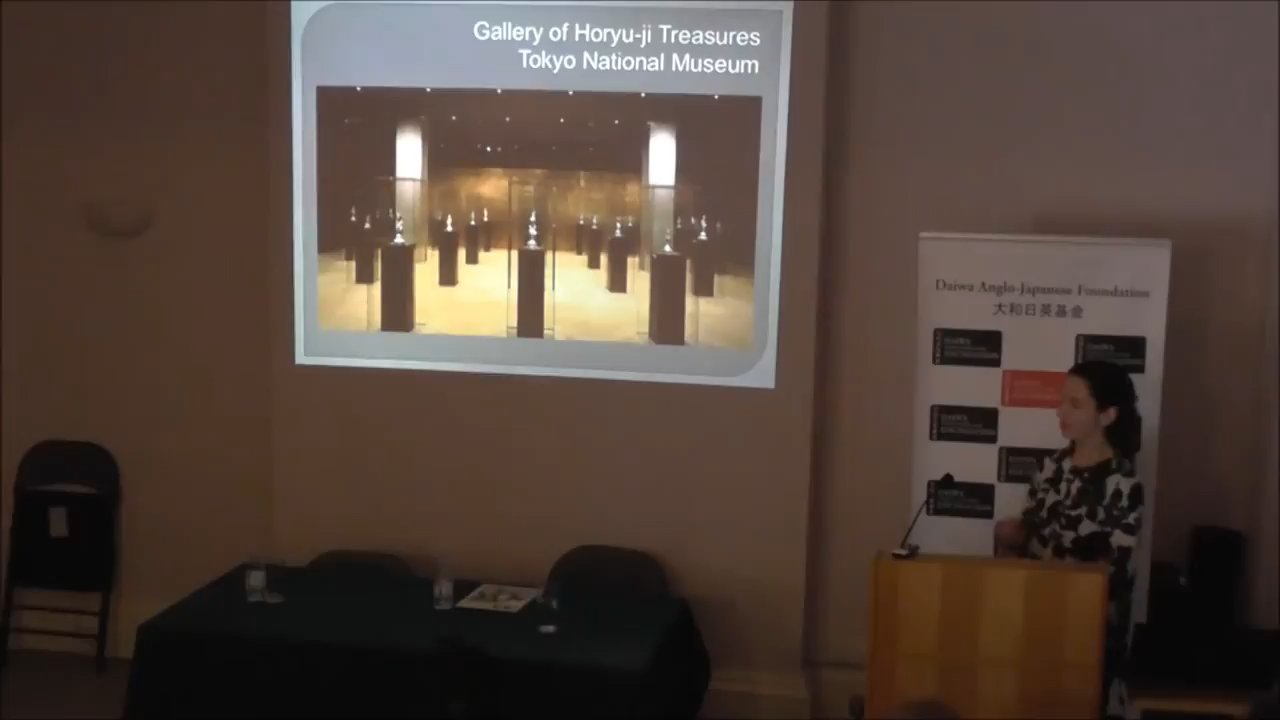 Gallery of Horyu-ji Treasures
Tokyo National Museum
Daiwa Anglo-Japanese Foundation
大和日英基金